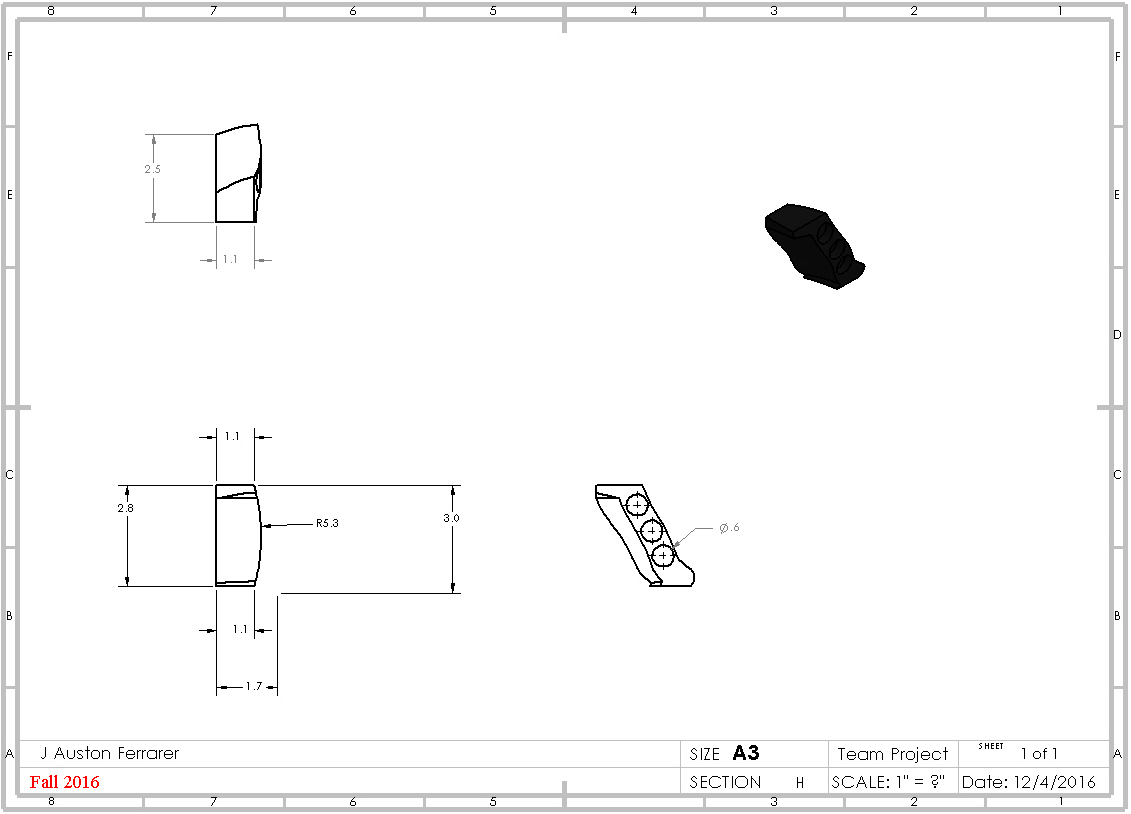 8 7 6 5 4 3 2 1
F F
2.5
E E
1.1
D
1.1
C C
2.8 3.0
R5.3
Ø.6
B B
1.1
1.7
A A
J Auston Ferrarer SIZE A3 Team Project SHEET 1 of 1
Fall 2016 SECTION H SCALE: 1" = ?" Date: 12/4/2016
8 7 6 5 3 2 1